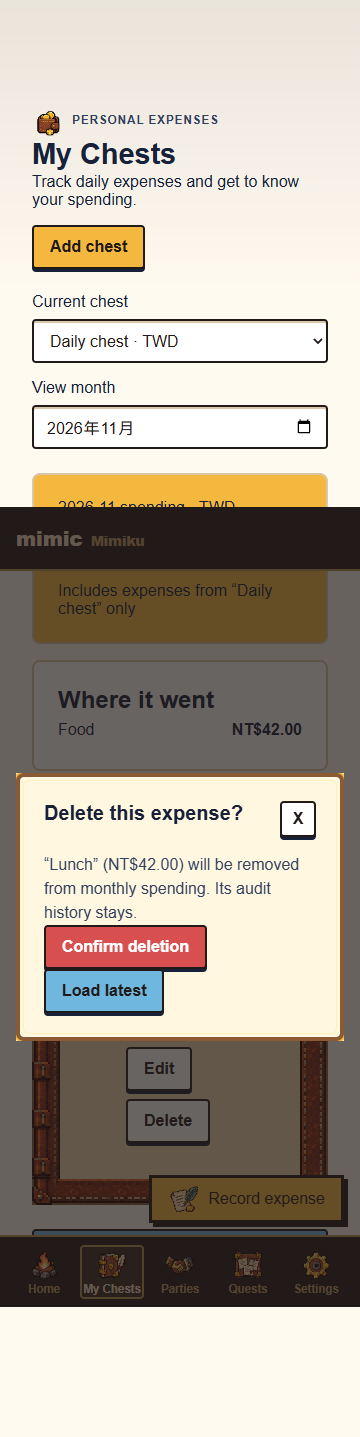 PERSONAL EXPENSES
My Chests
Track daily expenses and get to know
your spending.
Add chest
Current chest
Daily chest · TWD
View month
2026年11月
2026-11 spending · TWD
mimic Mimiku
Includes expenses from “Daily
chest” only
Where it went
Food NT$42.00
Delete this expense?
X
“Lunch” (NT$42.00) will be removed
from monthly spending. Its audit
history stays.
Confirm deletion
Load latest
Edit
Delete
Record expense
Home My Chests Parties Quests Settings